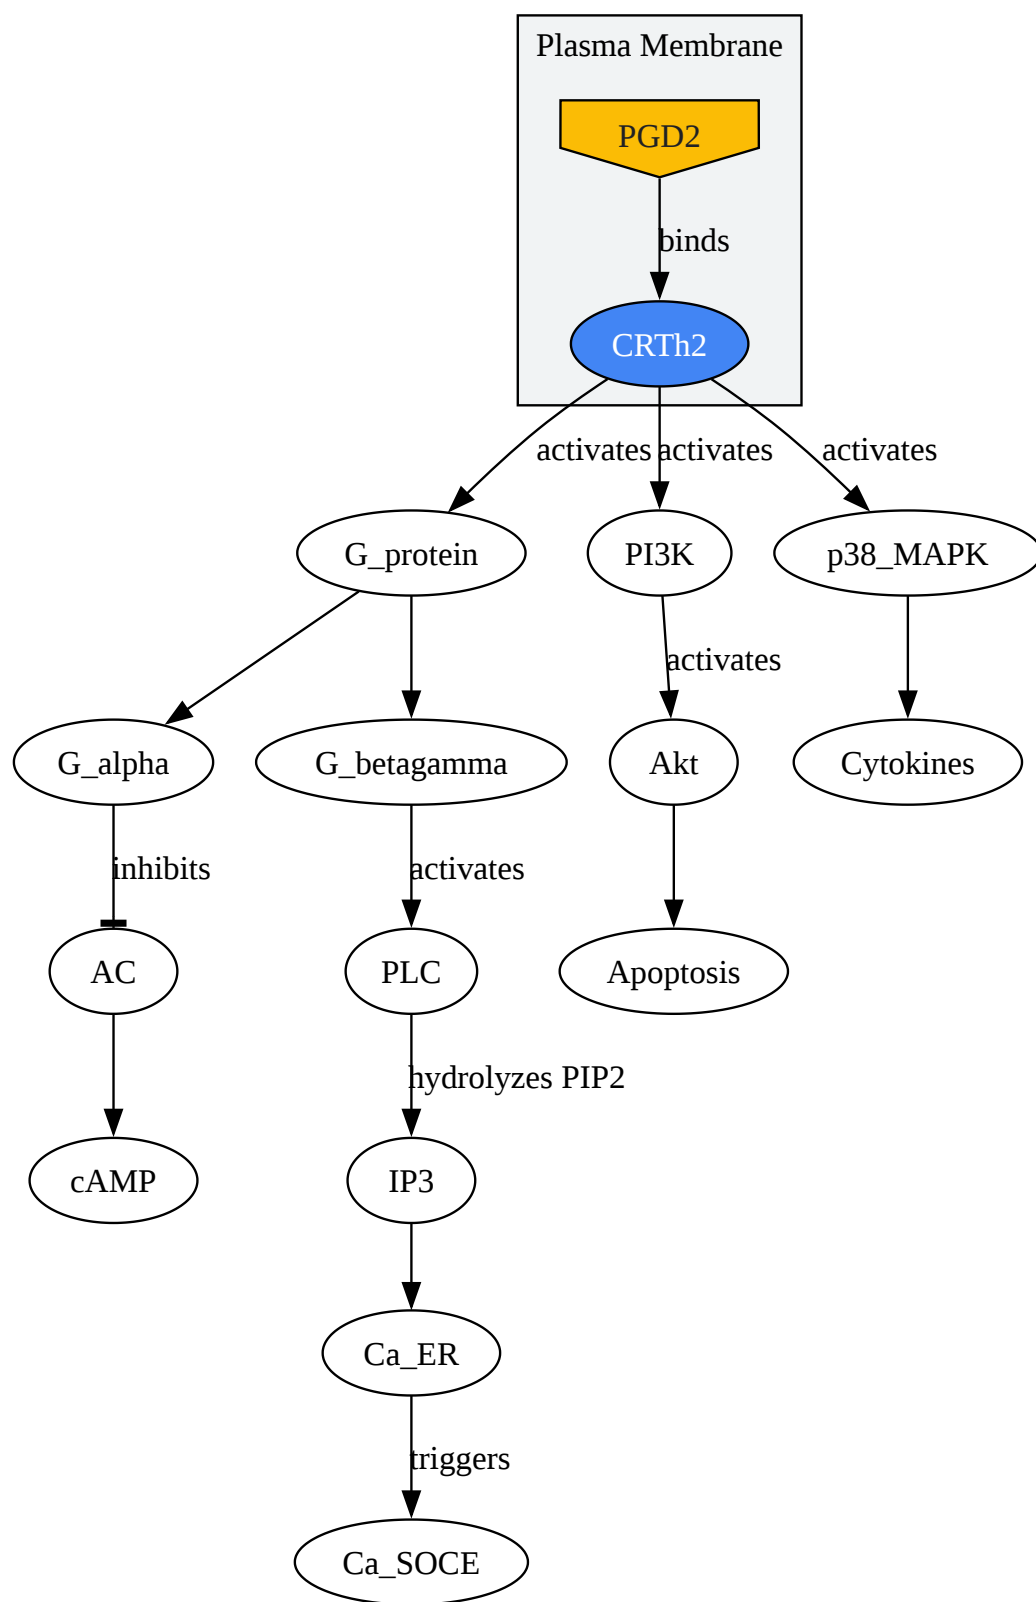 Plasma Membrane
PGD2
binds
CRTh2
activates
activates
activates
G_protein
PI3K
p38_MAPK
activates
G_alpha
G_betagamma
Akt
Cytokines
inhibits
activates
AC
PLC
Apoptosis
hydrolyzes PIP2
cAMP
IP3
Ca_ER
triggers
Ca_SOCE